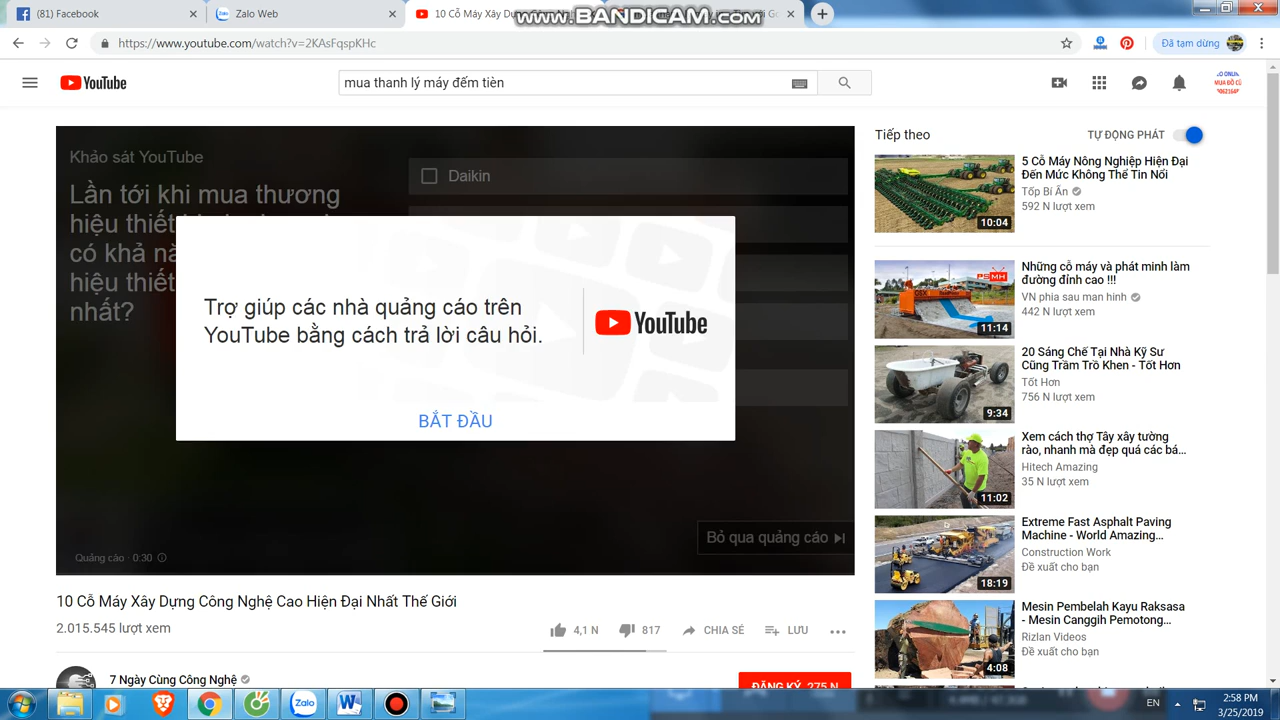 (81) Facebook
Zalo Web
10 Cỗ Máy Xây Dựng Côn
www.BANDICAM.com
https://www.youtube.com/watch?v=2KAsFqspKHc
Đã tạm dừng
YouTube
mua thanh lý máy đếm tièn
Khảo sát YouTube
Lần tới khi mua thương
hiệu thiết
có khả nă
hiệu thiết
nhất?
Daikin
Trợ giúp các nhà quảng cáo trên
YouTube bằng cách trả lời câu hỏi.
YouTube
BẮT ĐẦU
Bỏ qua quảng cáo
Quảng cáo · 0:30
10 Cỗ Máy Xây Dựng Công Nghệ Cao Hiện Đại Nhất Thế Giới
2.015.545 lượt xem
4,1 N
817
CHIA SẺ
LƯU
7 Ngày Cùng Công Nghệ
ĐĂNG KÝ 275 N
Tiếp theo
TỰ ĐỘNG PHÁT
5 Cỗ Máy Nông Nghiệp Hiện Đại
Đến Mức Không Thể Tin Nổi
Tốp Bí Ẩn
592 N lượt xem
10:04
Những cỗ máy và phát minh làm
đường đỉnh cao !!!
VN phia sau man hinh
442 N lượt xem
PSMH
11:14
20 Sáng Chế Tại Nhà Kỹ Sư
Cũng Trầm Trồ Khen - Tốt Hơn
Tốt Hơn
756 N lượt xem
9:34
Xem cách thợ Tây xây tường
rào, nhanh mà đẹp quá các bá...
Hitech Amazing
35 N lượt xem
11:02
Extreme Fast Asphalt Paving
Machine - World Amazing...
Construction Work
Đề xuất cho bạn
18:19
Mesin Pembelah Kayu Raksasa
- Mesin Canggih Pemotong...
Rizlan Videos
Đề xuất cho bạn
4:08
Zalo
EN
2:58 PM
3/25/2019